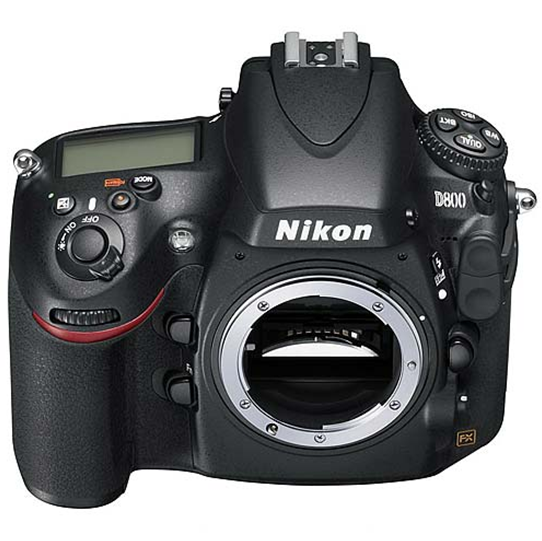 ISO
BKT
WB
QUAL
MODE
OFF
ON
D800
Nikon
FX